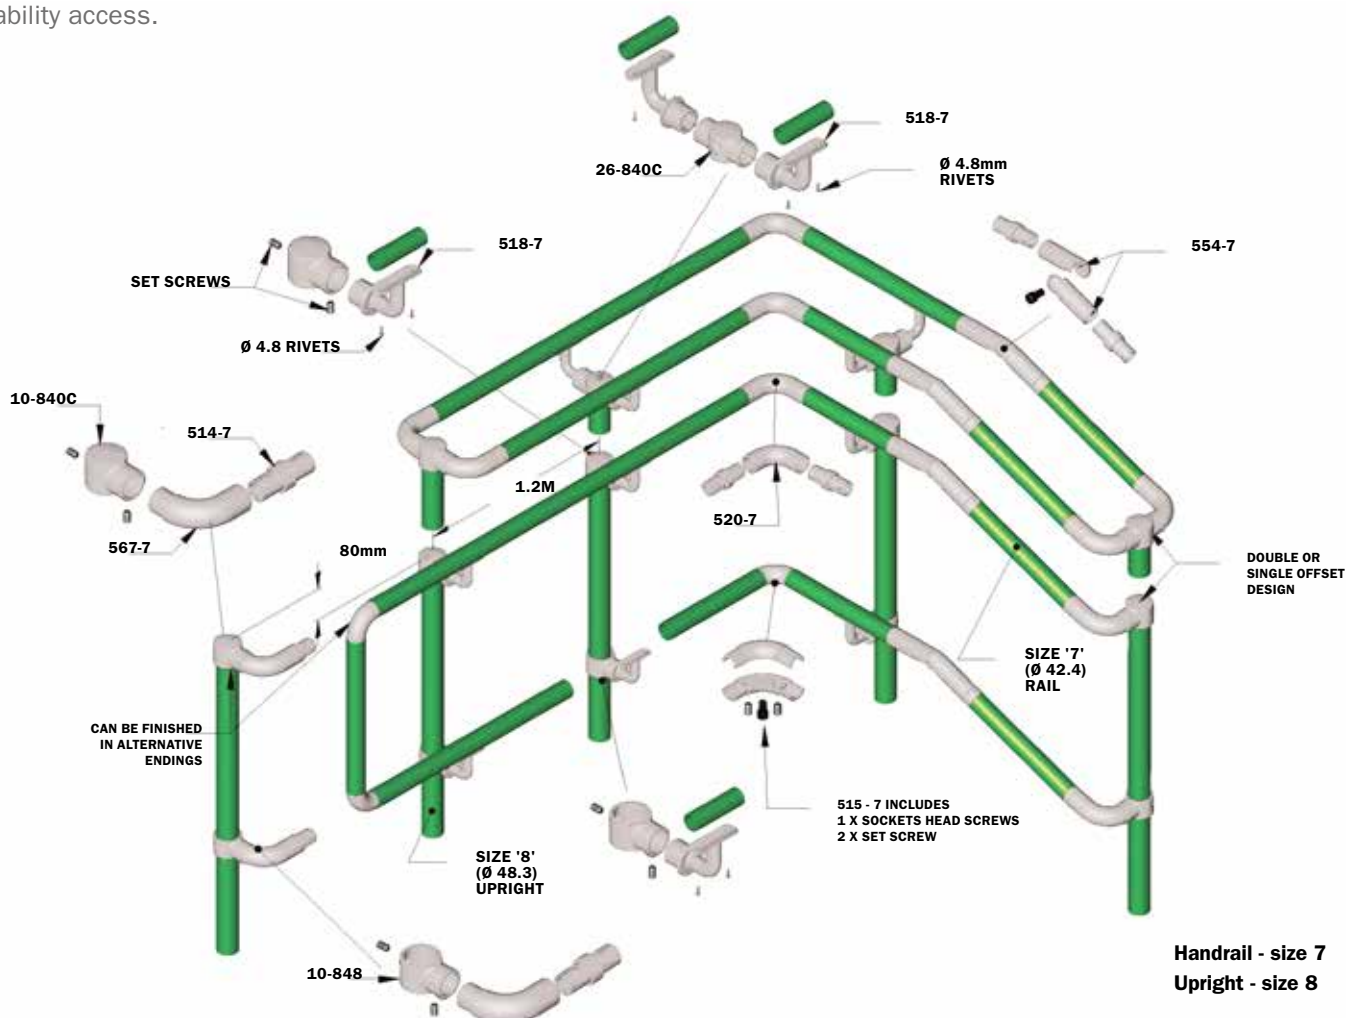 ability access.
518-7
26-840C
Ø 4.8mm
RIVETS
518-7
554-7
SET SCREWS
Ø 4.8 RIVETS
10-840C
514-7
1.2M
520-7
567-7
80mm
DOUBLE OR
SINGLE OFFSET
DESIGN
SIZE '7'
(Ø 42.4)
RAIL
CAN BE FINISHED
IN ALTERNATIVE
ENDINGS
515 - 7 INCLUDES
1 X SOCKETS HEAD SCREWS
2 X SET SCREW
SIZE '8'
(Ø 48.3)
UPRIGHT
10-848
Handrail - size 7
Upright - size 8